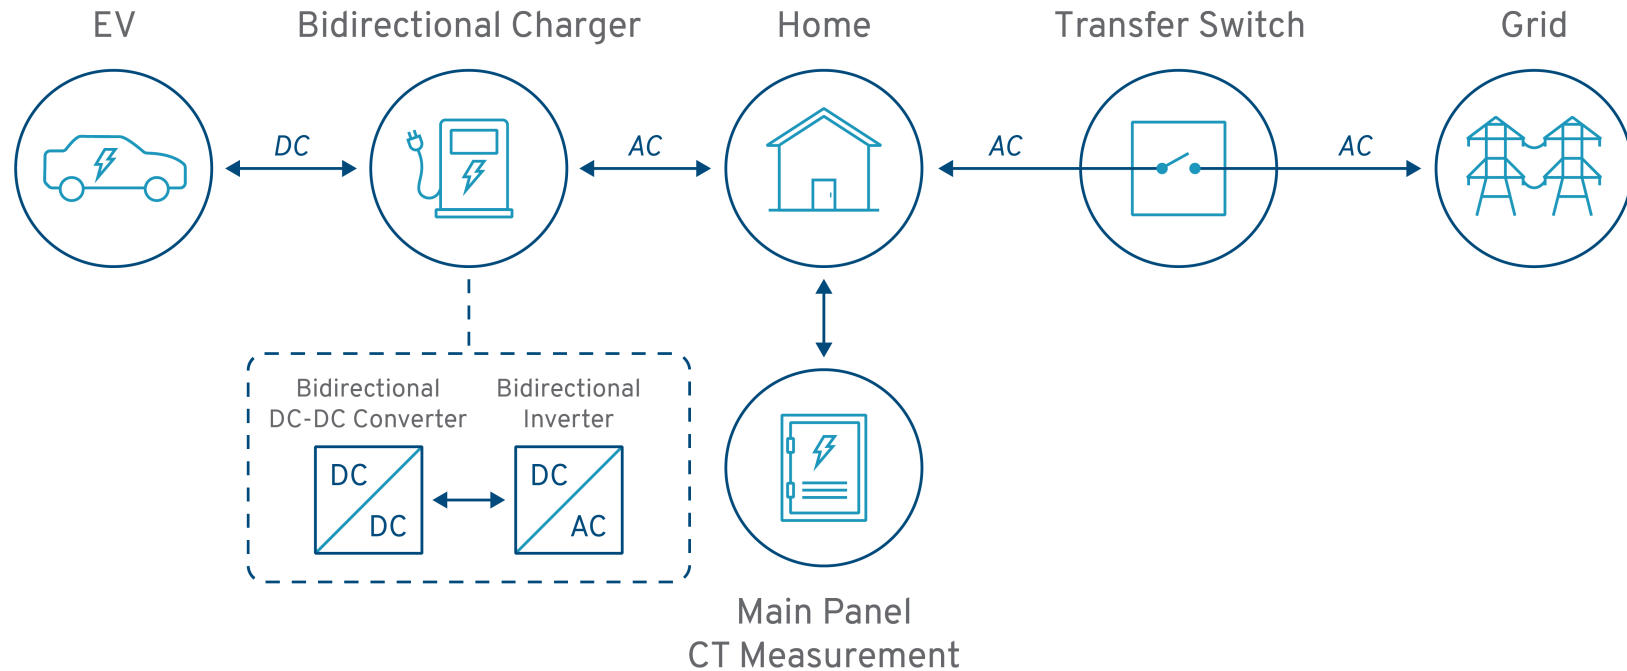 EV
Bidirectional Charger
Home
Transfer Switch
Grid
DC
AC
AC
AC
Bidirectional
DC-DC Converter
Bidirectional
Inverter
DC
DC
DC
AC
Main Panel
CT Measurement